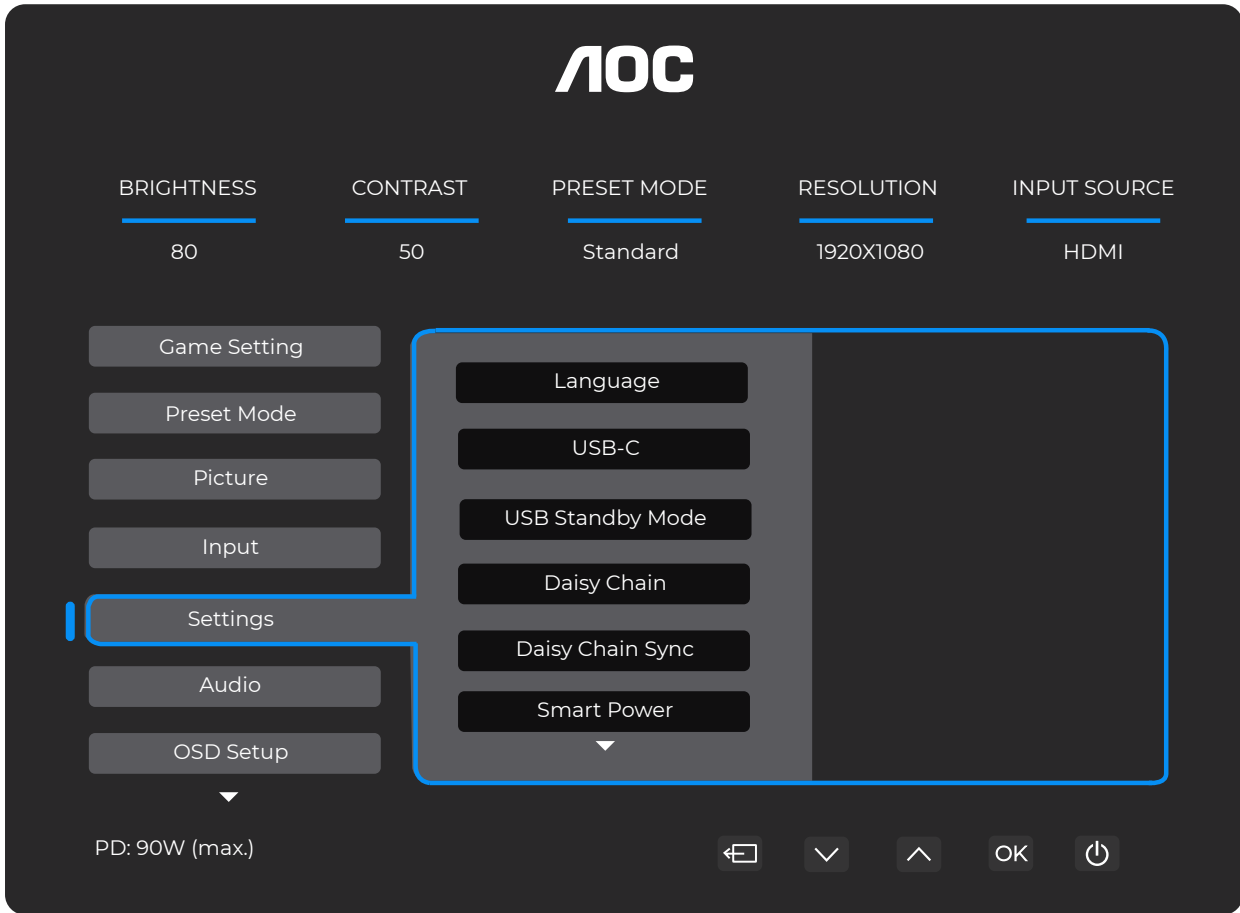 AOC
BRIGHTNESS CONTRAST PRESET MODE RESOLUTION INPUT SOURCE
80 50 Standard 1920X1080 HDMI
Game Setting
Preset Mode
Picture
Input
Settings
Audio
OSD Setup
Language
USB-C
USB Standby Mode
Daisy Chain
Daisy Chain Sync
Smart Power
PD: 90W (max.)
OK